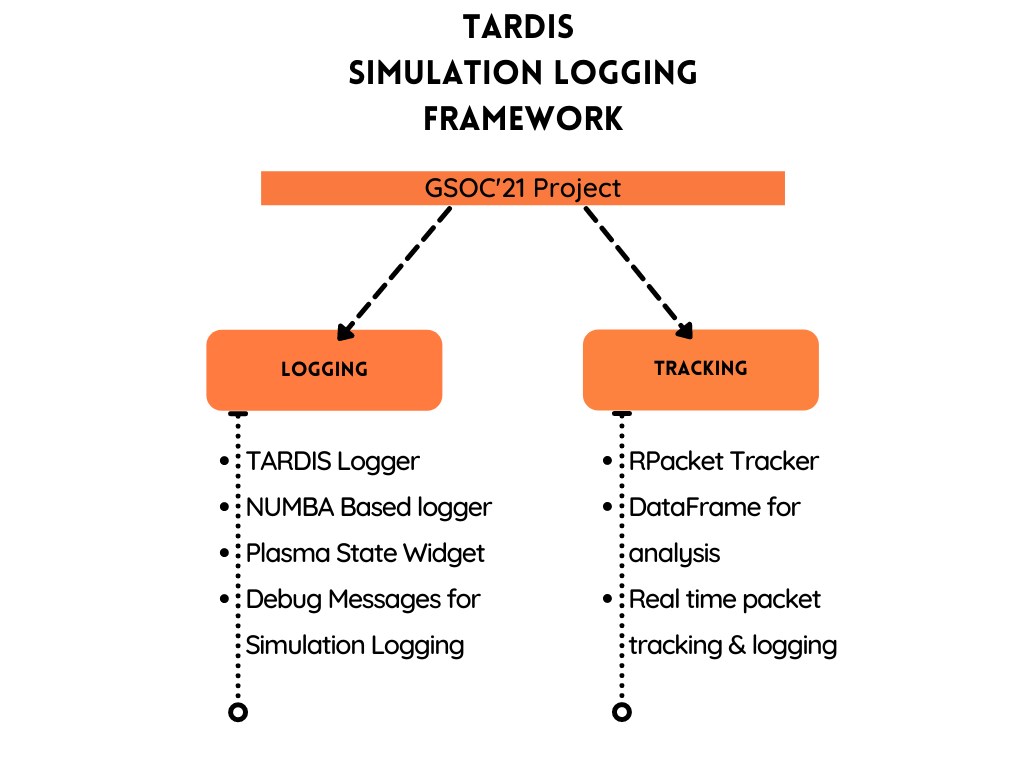 TARDIS
SIMULATION LOGGING
FRAMEWORK
GSOC'21 Project
LOGGING
• TARDIS Logger
• NUMBA Based logger
• Plasma State Widget
• Debug Messages for
Simulation Logging
TRACKING
• RPacket Tracker
• DataFrame for
analysis
• Real time packet
tracking & logging